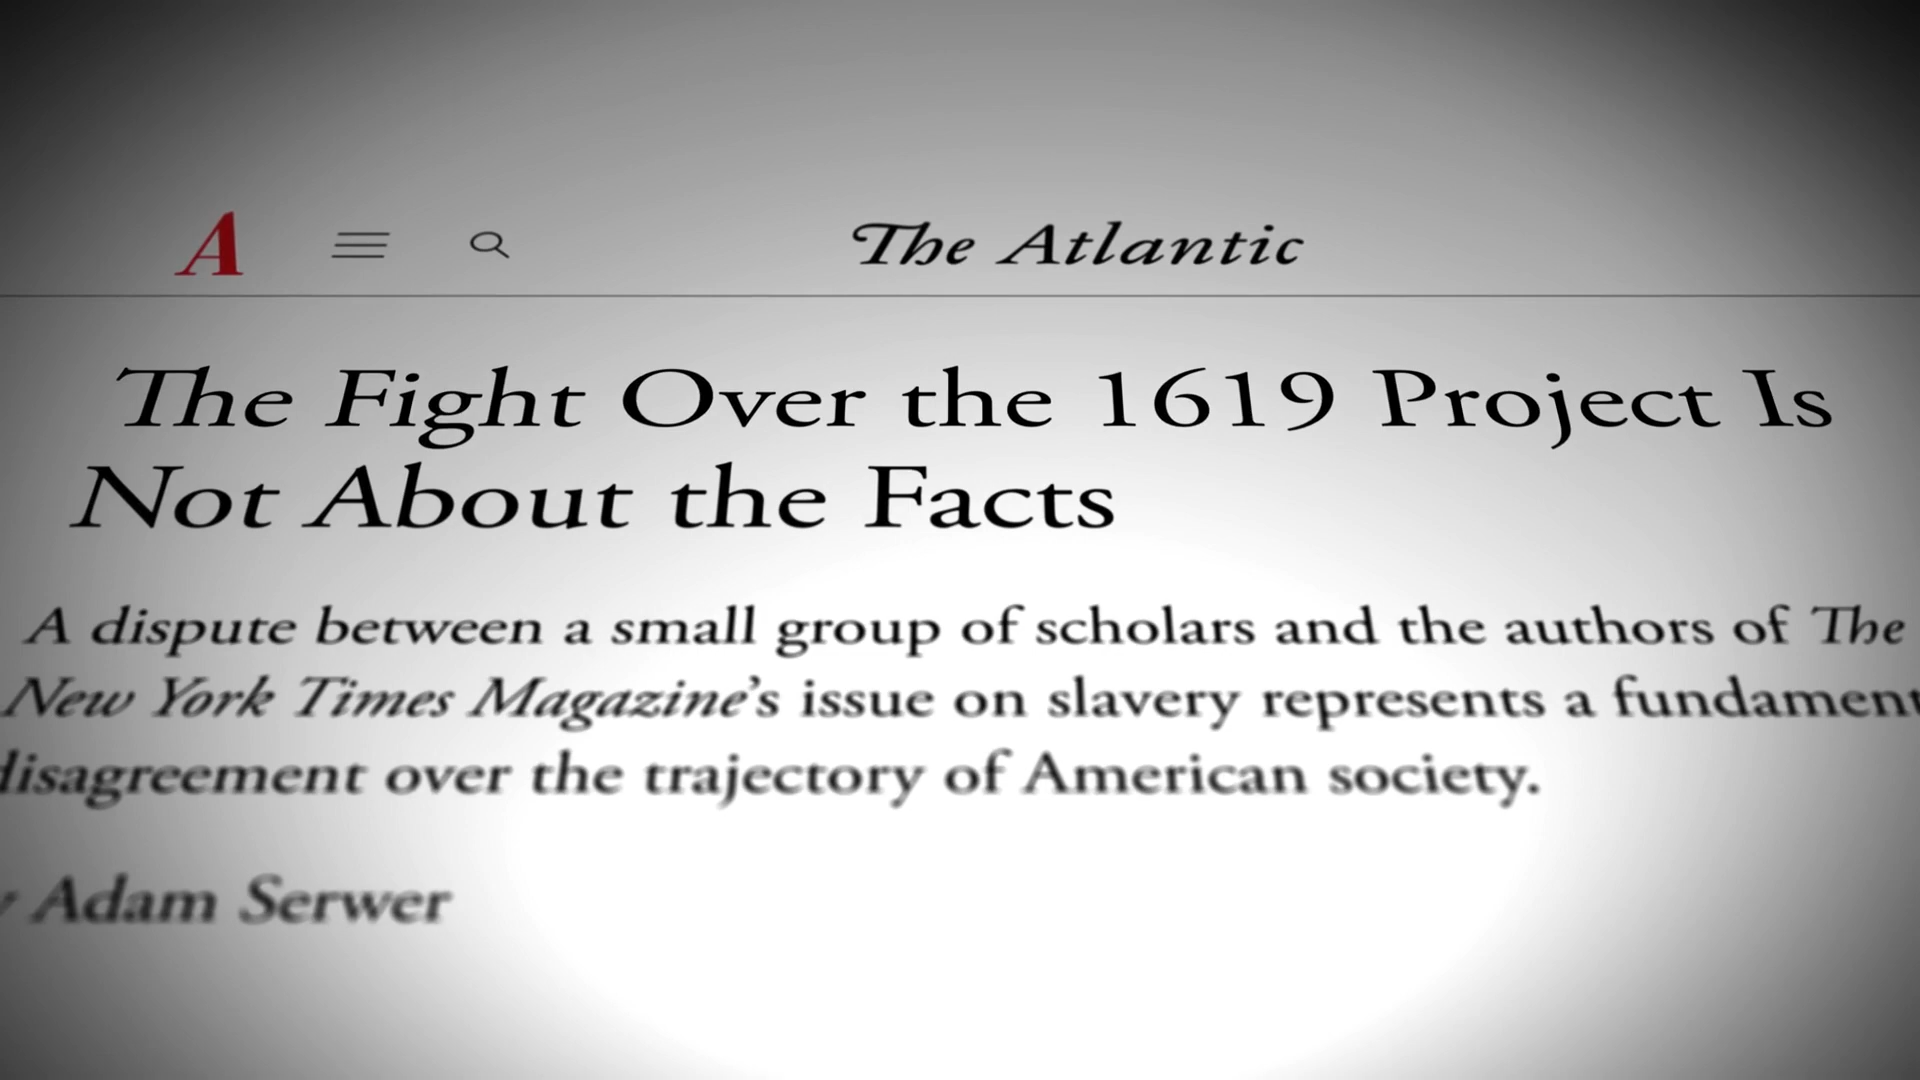 A
The Atlantic
The Fight Over the 1619 Project Is
Not About the Facts
A dispute between a small group of scholars and the authors of The
New York Times Magazine’s issue on slavery represents a fundament
disagreement over the trajectory of American society.
Adam Serwer